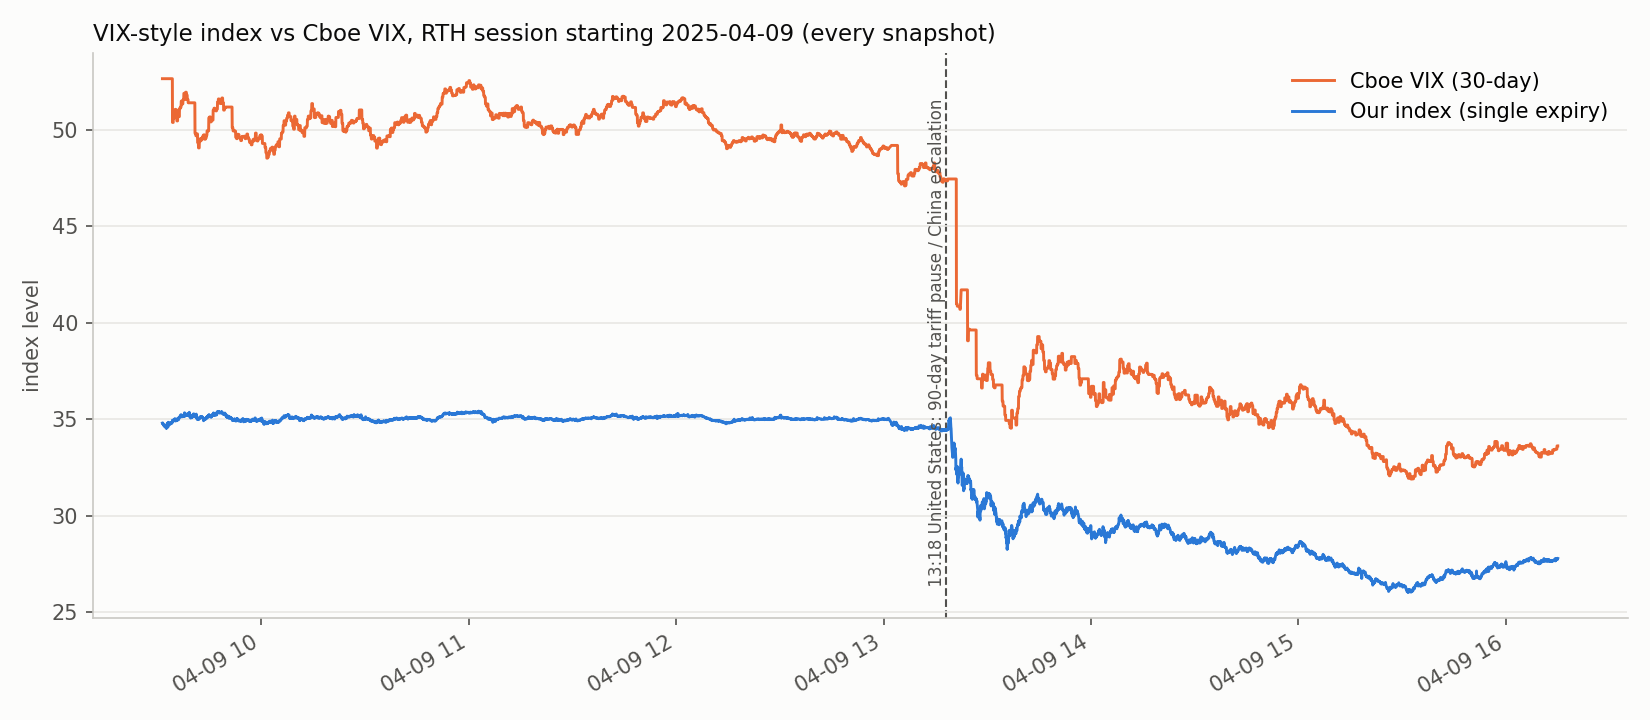 VIX-style index vs Cboe VIX, RTH session starting 2025-04-09 (every snapshot)
Cboe VIX (30-day)
Our index (single expiry)
index level
50
45
40
35
30
25
13:18 United States 90-day tariff pause / China escalation
04-09 10
04-09 11
04-09 12
04-09 13
04-09 14
04-09 15
04-09 16